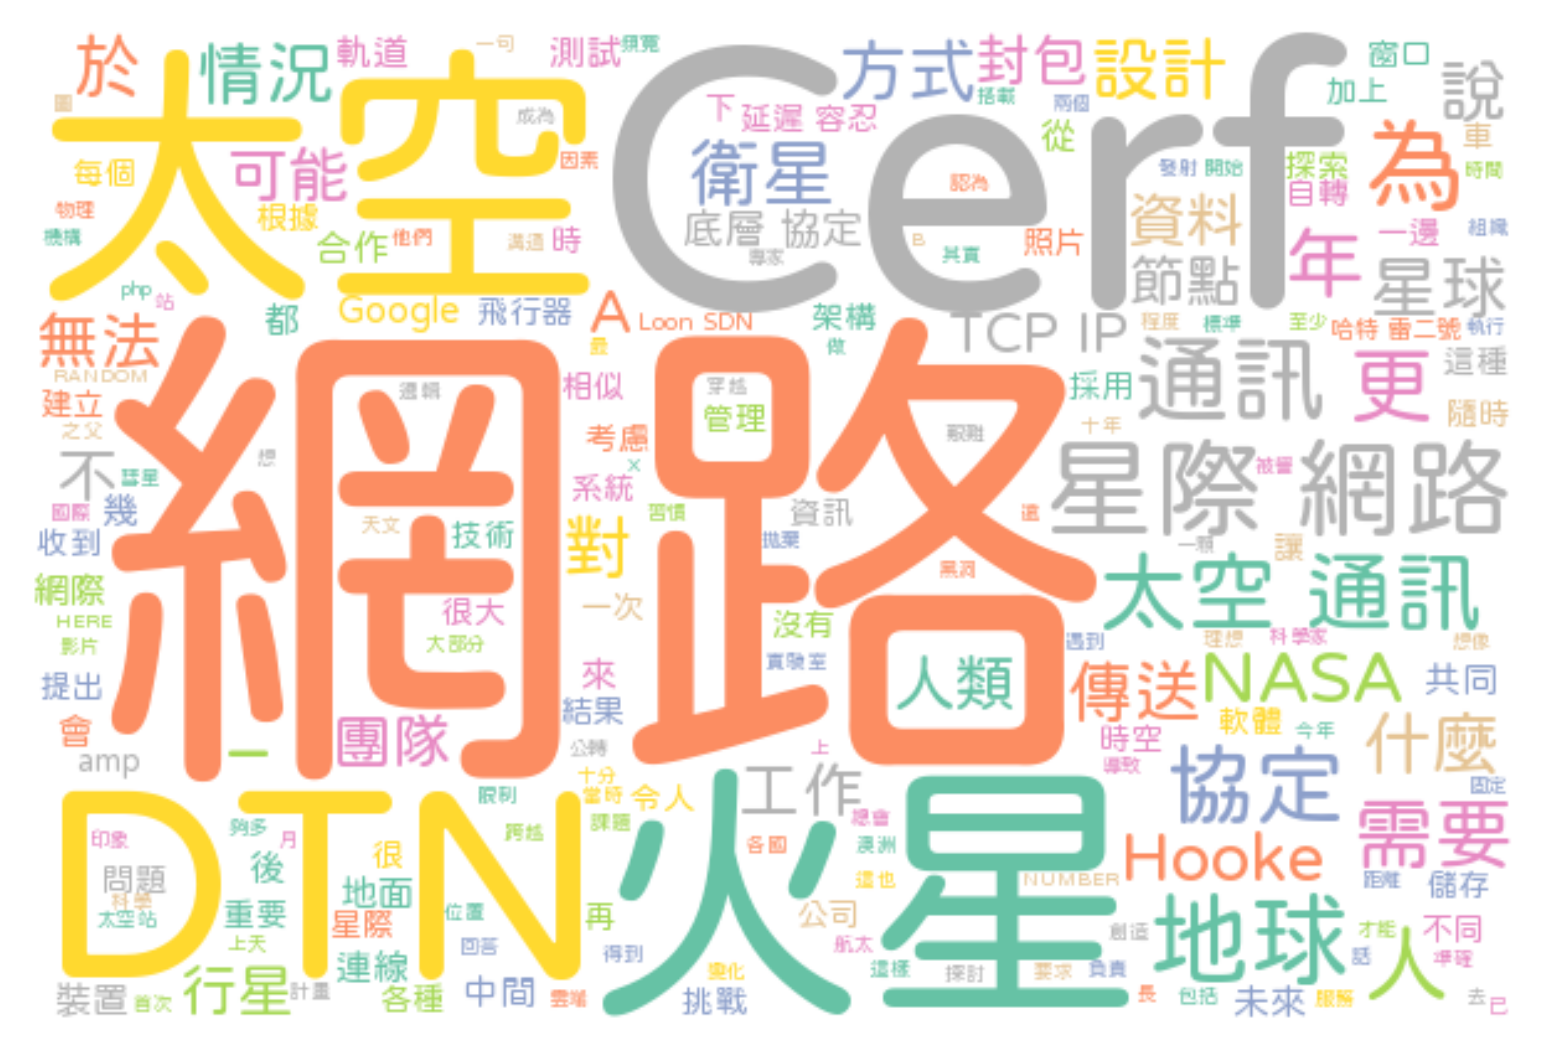 於
情況
軌道
一句
測試
頻寬
方式
封包
設計
窗口
說
圖
太空
成為
Cerf
下
延遲 容忍
搭載
兩個
加上
為
車
每個
可能
因素
衛星
從
認為
發射
開始
探索
時間
物理
根據
自轉
機構
合作
他們
溝通
時
底層 協定
專家
B
其實
照片
資料
年
一邊
組織
php
站
節點
星球
無法
都
Google
飛行器
A
Loon SDN
架構
TCP IP
程度
標準
至少
哈特 雷二號
執行
最
做
RANDOM
網路
邏輯
相似
穿越
採用
通訊
更
這種
建立
之父
管理
十年
隨時
不
彗星
想
考慮
艱難
x
系統
星際 網路
被譽
國際
幾
天文
技術
習慣
資訊
遠
收到
對
拋棄
一顆
讓
網際
很大
一次
黑洞
太空 通訊
HERE
影片
大部分
沒有
遇到
理想
科學家
想像
提出
來
實驗室
人類
傳送
NASA
共同
會
團隊
結果
軟體
今年
amp
一
公轉
上
時空
導致
什麼
DTN
限制
十分
當時
令人
工作
協定
固定
印象
夠多
月
跨越
課題
火星
總會
需要
問題
後
很
各國
澳洲
Hooke
科學
地面
這也
NUMBER
距離
儲存
太空站
重要
星際
位置
再
公司
地球
才能
不同
上天
回答
得到
航太
創造
人
準確
行星
連線
變化
這樣
探討
要求
負責
話
裝置
首次
計畫
各種
中間
雲端
挑戰
長
包括
未來
服務
去
已